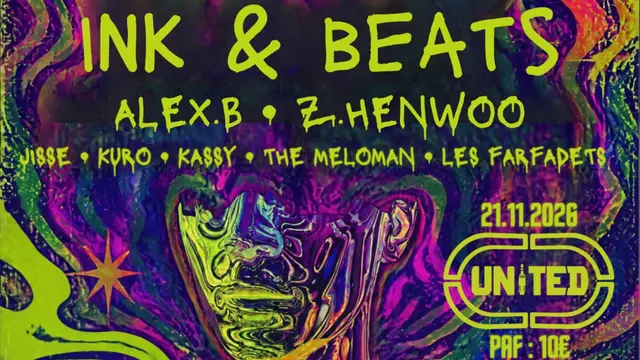 INK & BEATS
ALEX.B • Z.HENWOO
JISSE • KURO • KASSY • THE MELOMAN • LES FARFADETS
21.11.2026
UNITED
PAF : 10€